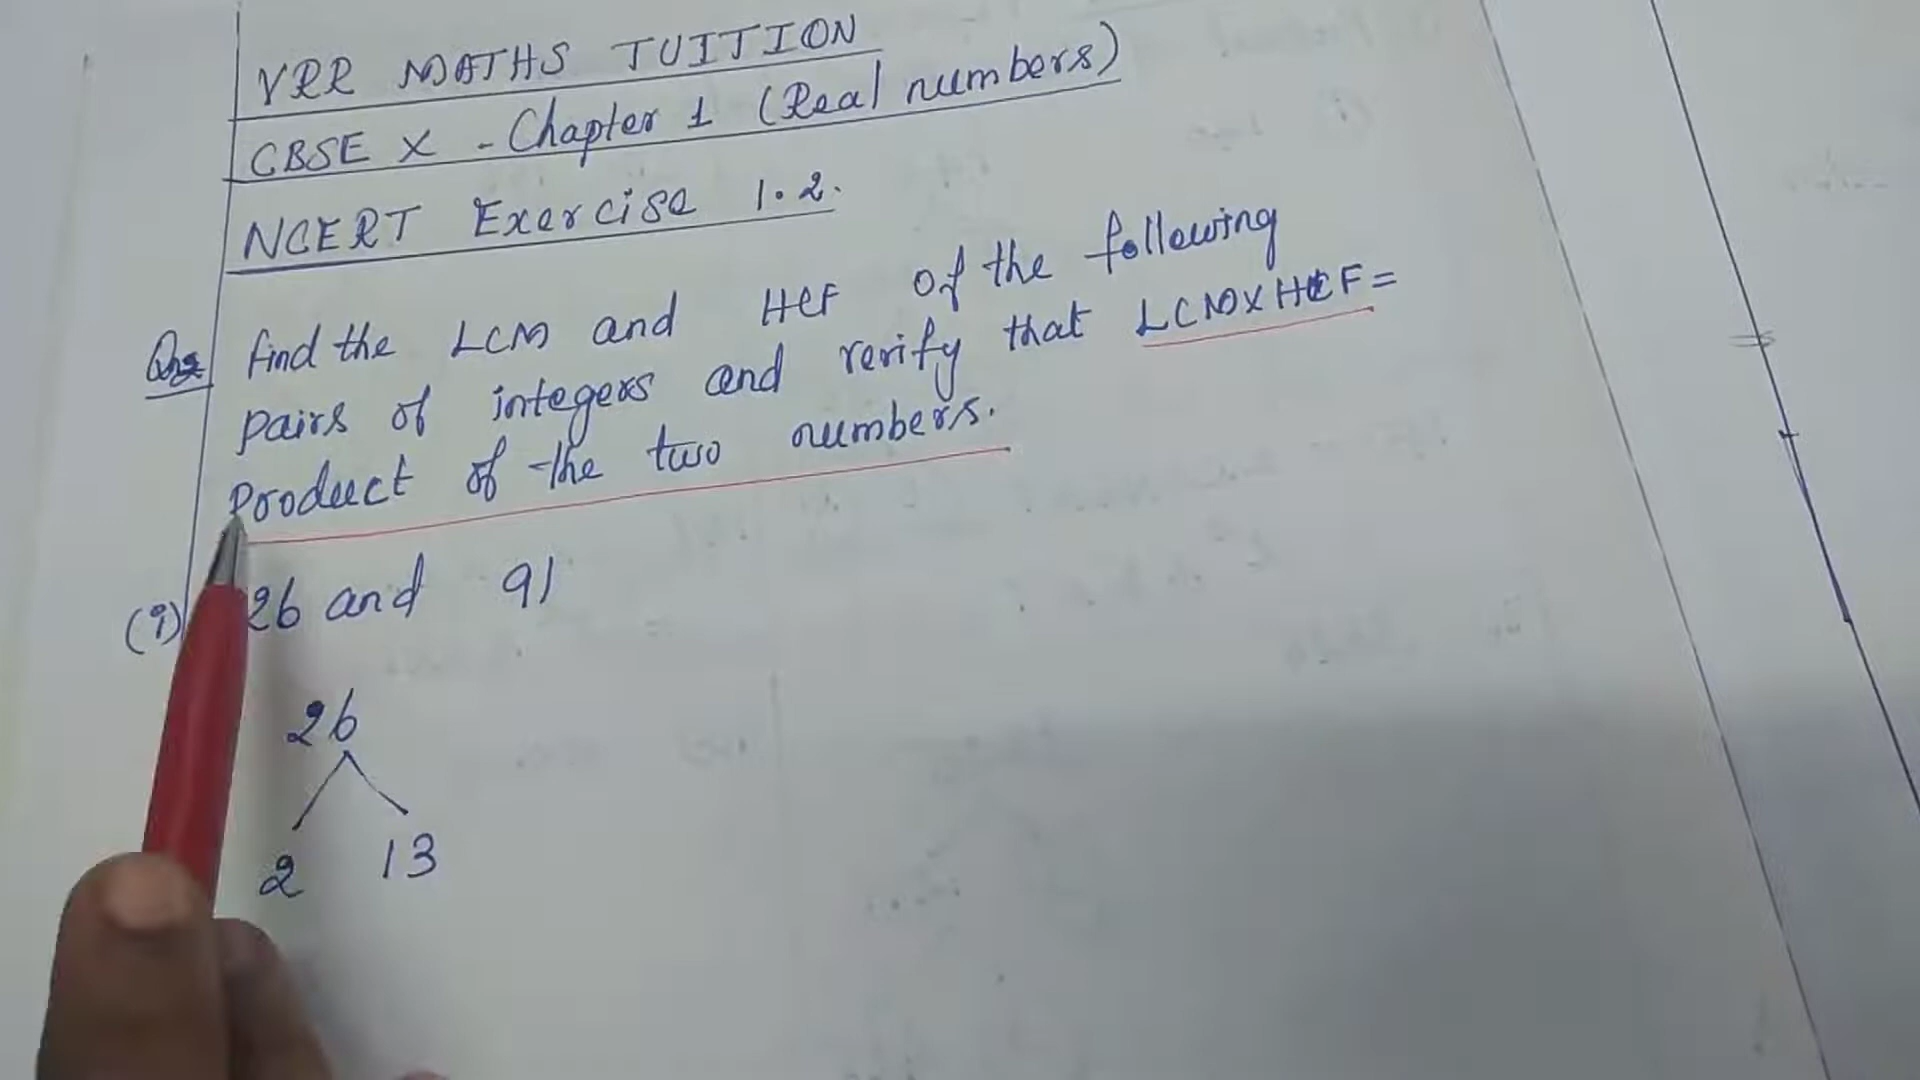 VRR MATHS TUITION
CBSE X - Chapter 1 (Real numbers)
NCERT Exercise 1.2.
Find the LCM and HCF of the following
pairs of integers and verify that LCM X HCF =
Product of the two numbers.
(i) 26 and 91
26
2 13